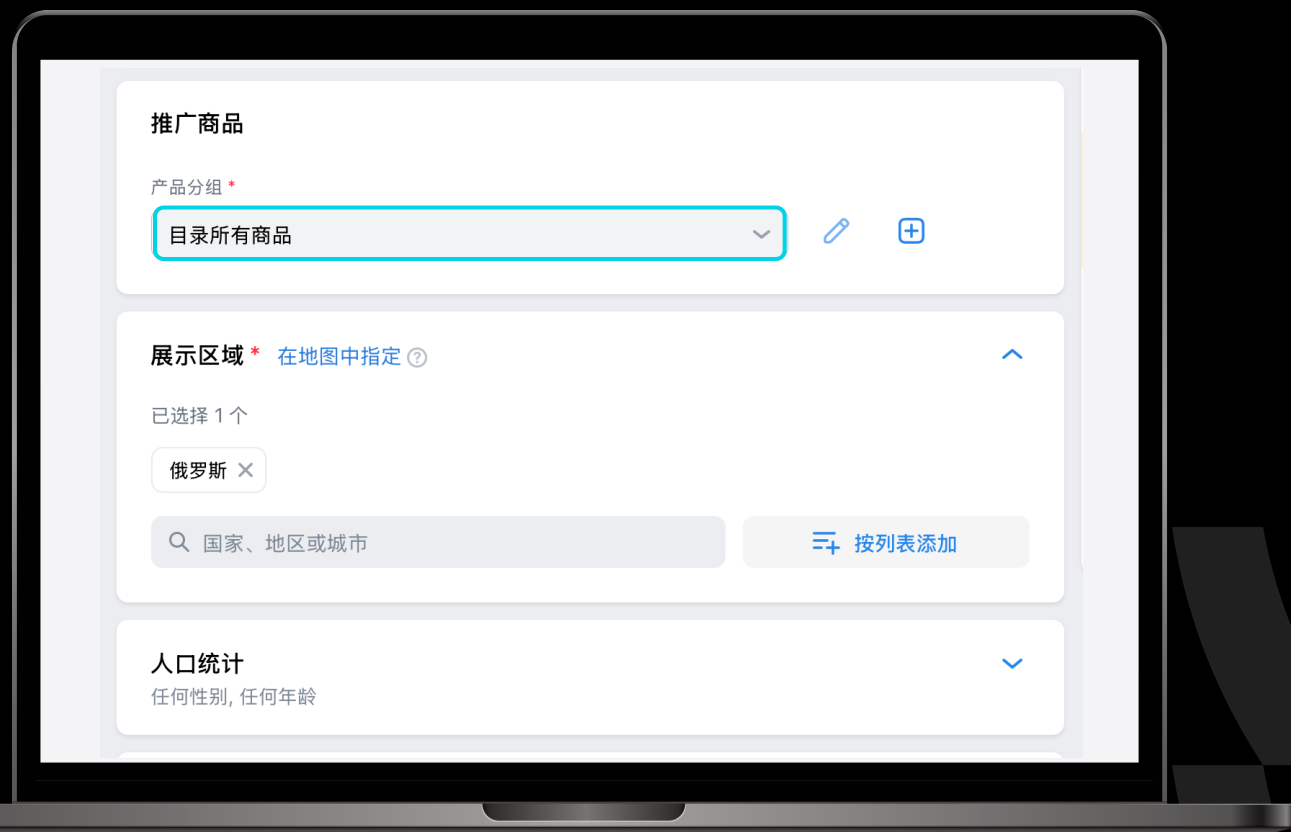 推广商品
产品分组 *
目录所有商品
展示区域 * 在地图中指定 ?
已选择 1 个
俄罗斯
国家、地区或城市
按列表添加
人口统计
任何性别, 任何年龄